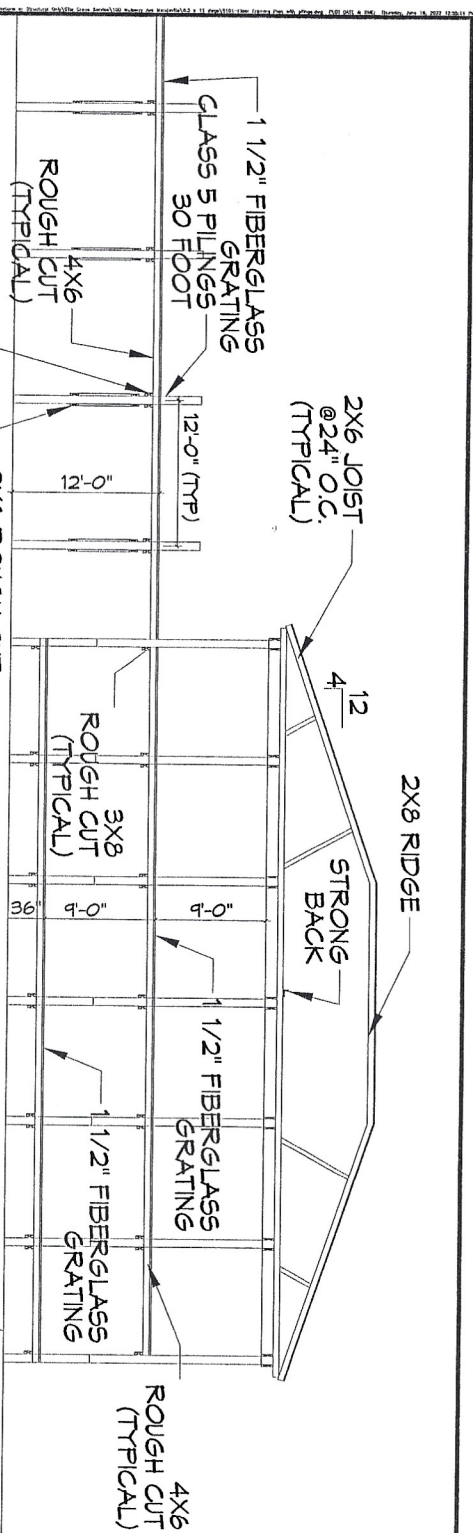 1 1/2" FIBERGLASS
GRATING
CLASS 5 PILINGS
30 FOOT
4X6
ROUGH CUT
(TYPICAL)
12'-0" (TYP)
12'-0"
2X6 JOIST
@24" O.C.
(TYPICAL)
12
4
2X8 RIDGE
STRONG
BACK
3X8
ROUGH CUT
(TYPICAL)
36"
9'-0"
9'-0"
1 1/2" FIBERGLASS
GRATING
1 1/2" FIBERGLASS
GRATING
4X6
ROUGH CUT
(TYPICAL)